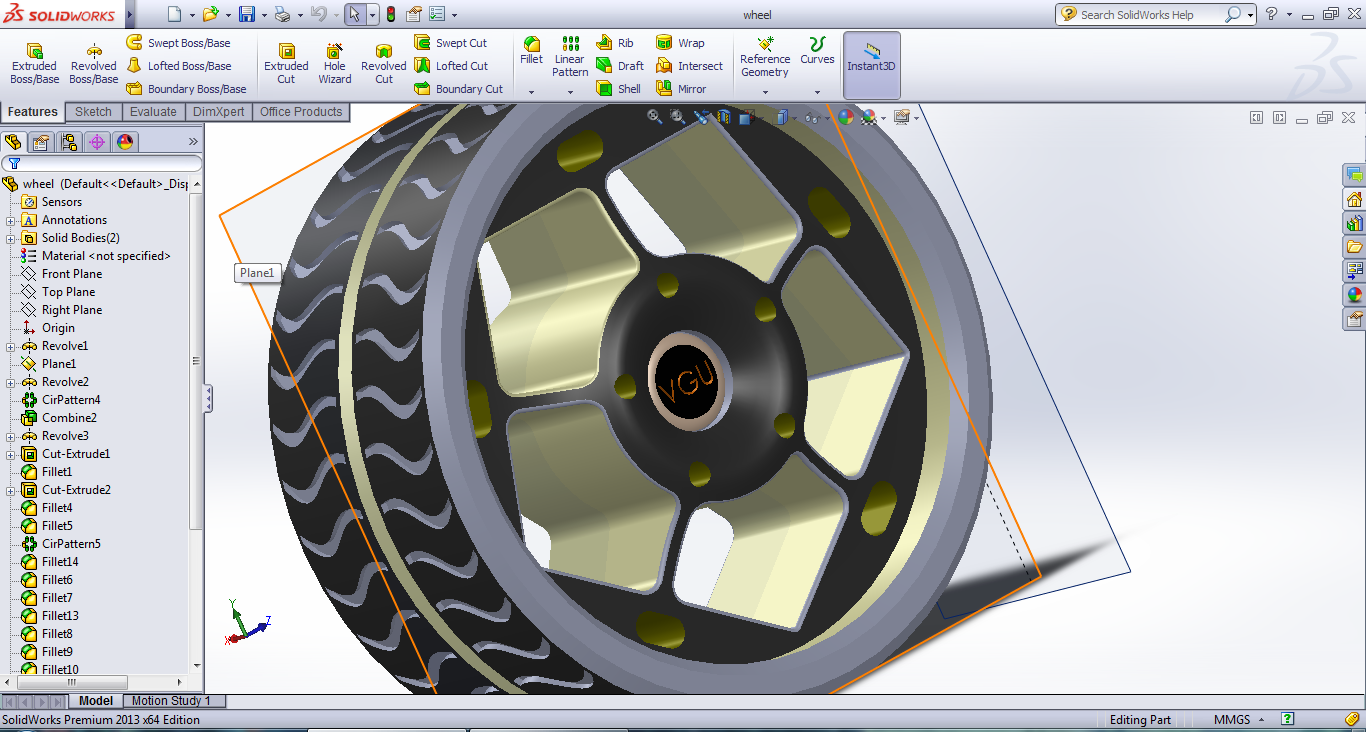 SOLIDWORKS
wheel
Search SolidWorks Help
Extruded Boss/Base
Revolved Boss/Base
Swept Boss/Base
Lofted Boss/Base
Boundary Boss/Base
Extruded Cut
Hole Wizard
Revolved Cut
Swept Cut
Lofted Cut
Boundary Cut
Fillet
Linear Pattern
Rib
Draft
Shell
Wrap
Intersect
Mirror
Reference Geometry
Curves
Instant3D
Features
Sketch
Evaluate
DimXpert
Office Products
wheel (Default<<Default>_Disp
Sensors
Annotations
Solid Bodies(2)
Material <not specified>
Front Plane
Top Plane
Right Plane
Origin
Revolve1
Plane1
Revolve2
CirPattern4
Combine2
Revolve3
Cut-Extrude1
Fillet1
Cut-Extrude2
Fillet4
Fillet5
CirPattern5
Fillet14
Fillet6
Fillet7
Fillet13
Fillet8
Fillet9
Fillet10
Plane1
VGU
Y
Z
X
Model
Motion Study 1
SolidWorks Premium 2013 x64 Edition
Editing Part
MMGS